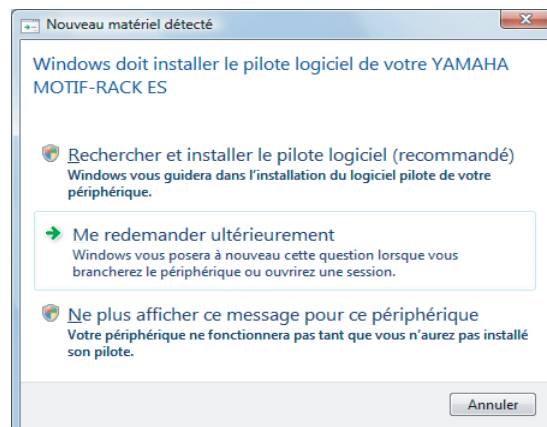 Nouveau matériel détecté
Windows doit installer le pilote logiciel de votre YAMAHA
MOTIF-RACK ES
Rechercher et installer le pilote logiciel (recommandé)
Windows vous guidera dans l'installation du logiciel pilote de votre
périphérique.
Me redemander ultérieurement
Windows vous posera à nouveau cette question lorsque vous
brancherez le périphérique ou ouvrirez une session.
Ne plus afficher ce message pour ce périphérique
Votre périphérique ne fonctionnera pas tant que vous n'aurez pas installé
son pilote.
Annuler